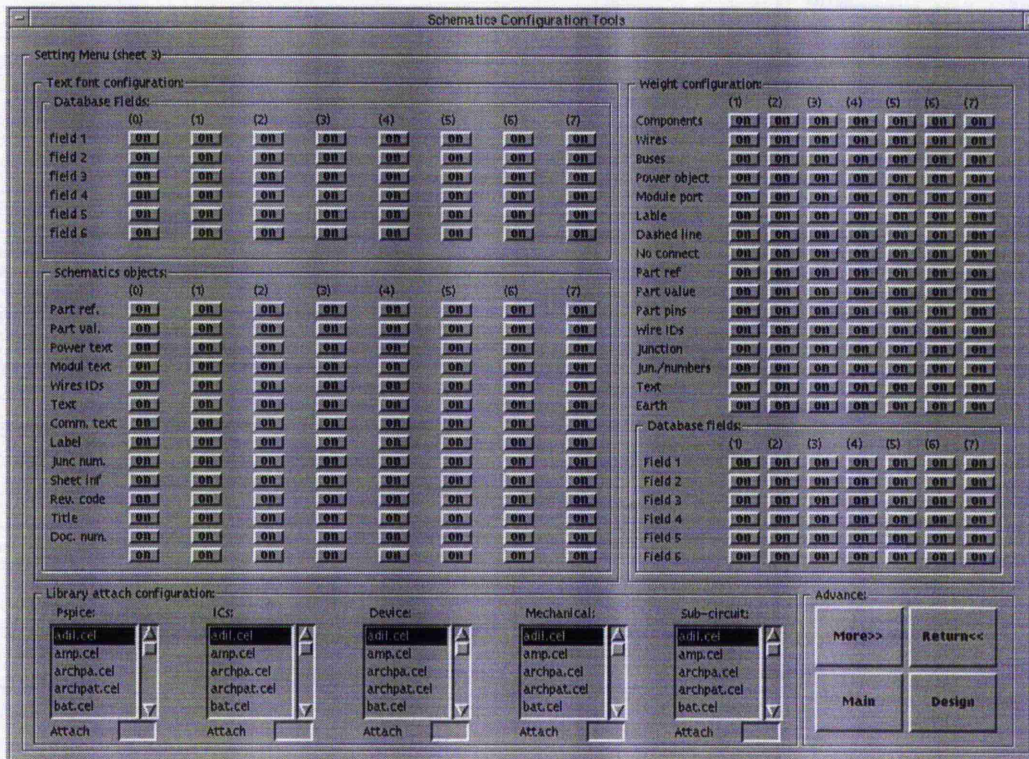 Schematics Configuration Tools
Setting Menu (sheet 3)
Text font configuration:
Database Fields:
(0) (1) (2) (3) (4) (5) (6) (7)
field 1 on on on on on on on on
field 2 on on on on on on on on
field 3 on on on on on on on on
field 4 on on on on on on on on
field 5 on on on on on on on on
field 6 on on on on on on on on
Schematics objects:
(0) (1) (2) (3) (4) (5) (6) (7)
Part ref. on on on on on on on on
Part val. on on on on on on on on
Power text on on on on on on on on
Modul text on on on on on on on on
Wires IDs on on on on on on on on
Text on on on on on on on on
Comm. text on on on on on on on on
Label on on on on on on on on
Junc num. on on on on on on on on
Sheet inf on on on on on on on on
Rev. code on on on on on on on on
Title on on on on on on on on
Doc. num. on on on on on on on on
on on on on on on on on
Weight configuration:
(1) (2) (3) (4) (5) (6) (7)
Components on on on on on on on
Wires on on on on on on on
Buses on on on on on on on
Power object on on on on on on on
Module port on on on on on on on
Lable on on on on on on on
Dashed line on on on on on on on
No connect on on on on on on on
Part ref on on on on on on on
Part value on on on on on on on
Part pins on on on on on on on
Wire IDs on on on on on on on
Junction on on on on on on on
Jun./numbers on on on on on on on
Text on on on on on on on
Earth on on on on on on on
Database fields:
(1) (2) (3) (4) (5) (6) (7)
Field 1 on on on on on on on
Field 2 on on on on on on on
Field 3 on on on on on on on
Field 4 on on on on on on on
Field 5 on on on on on on on
Field 6 on on on on on on on
Library attach configuration:
Pspice: ICs: Device: Mechanical: Sub-circuit:
adil.cel adil.cel adil.cel adil.cel adil.cel
amp.cel amp.cel amp.cel amp.cel amp.cel
archpa.cel archpa.cel archpa.cel archpa.cel archpa.cel
archpat.cel archpat.cel archpat.cel archpat.cel archpat.cel
bat.cel bat.cel bat.cel bat.cel bat.cel
Attach Attach Attach Attach Attach
Advance:
More>> Return<<
Main Design